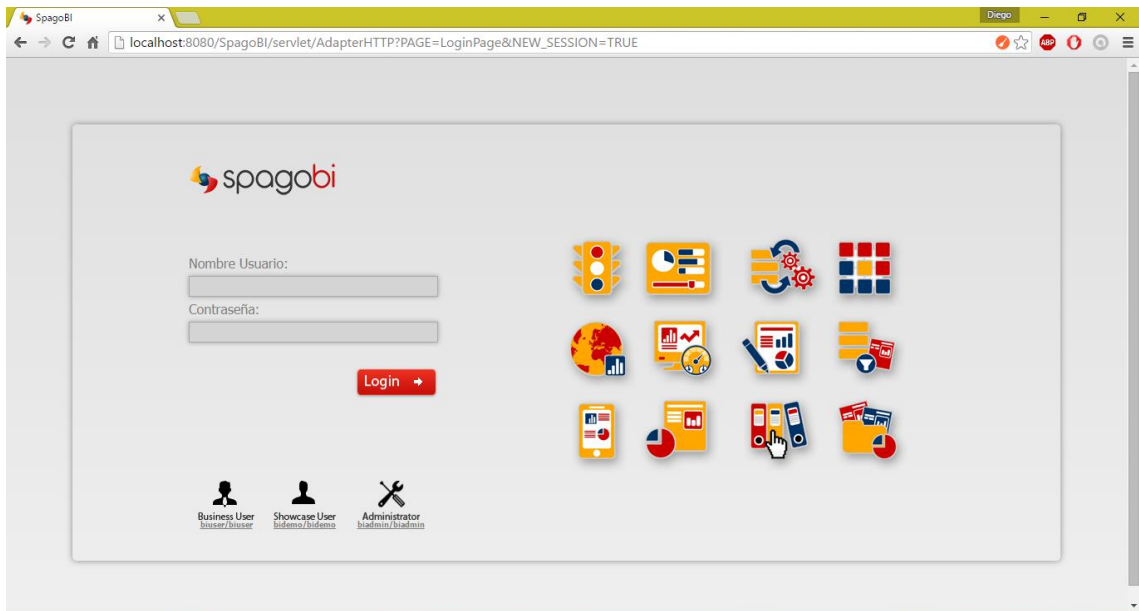 SpagoBI
Diego
localhost:8080/SpagoBI/servlet/AdapterHTTP?PAGE=LoginPage&NEW_SESSION=TRUE
ABP
spagobi
Nombre Usuario:
Contraseña:
Login
Business User
biuser/biuser
Showcase User
bidemo/bidemo
Administrator
biadmin/biadmin